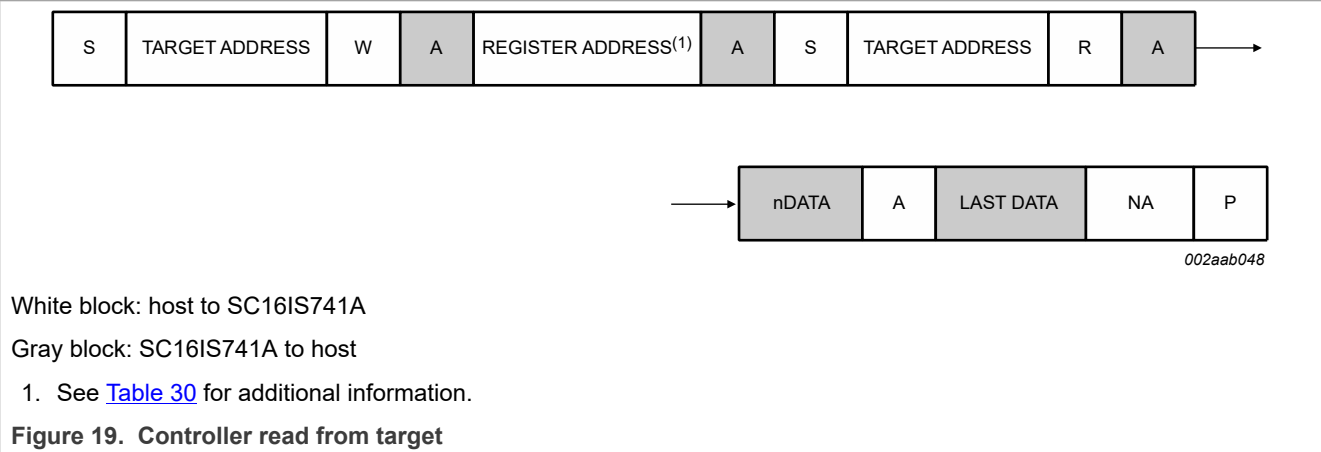 S TARGET ADDRESS W A REGISTER ADDRESS(1) A S TARGET ADDRESS R A
nDATA A LAST DATA NA P
002aab048
White block: host to SC16IS741A
Gray block: SC16IS741A to host
1. See Table 30 for additional information.
Figure 19. Controller read from target